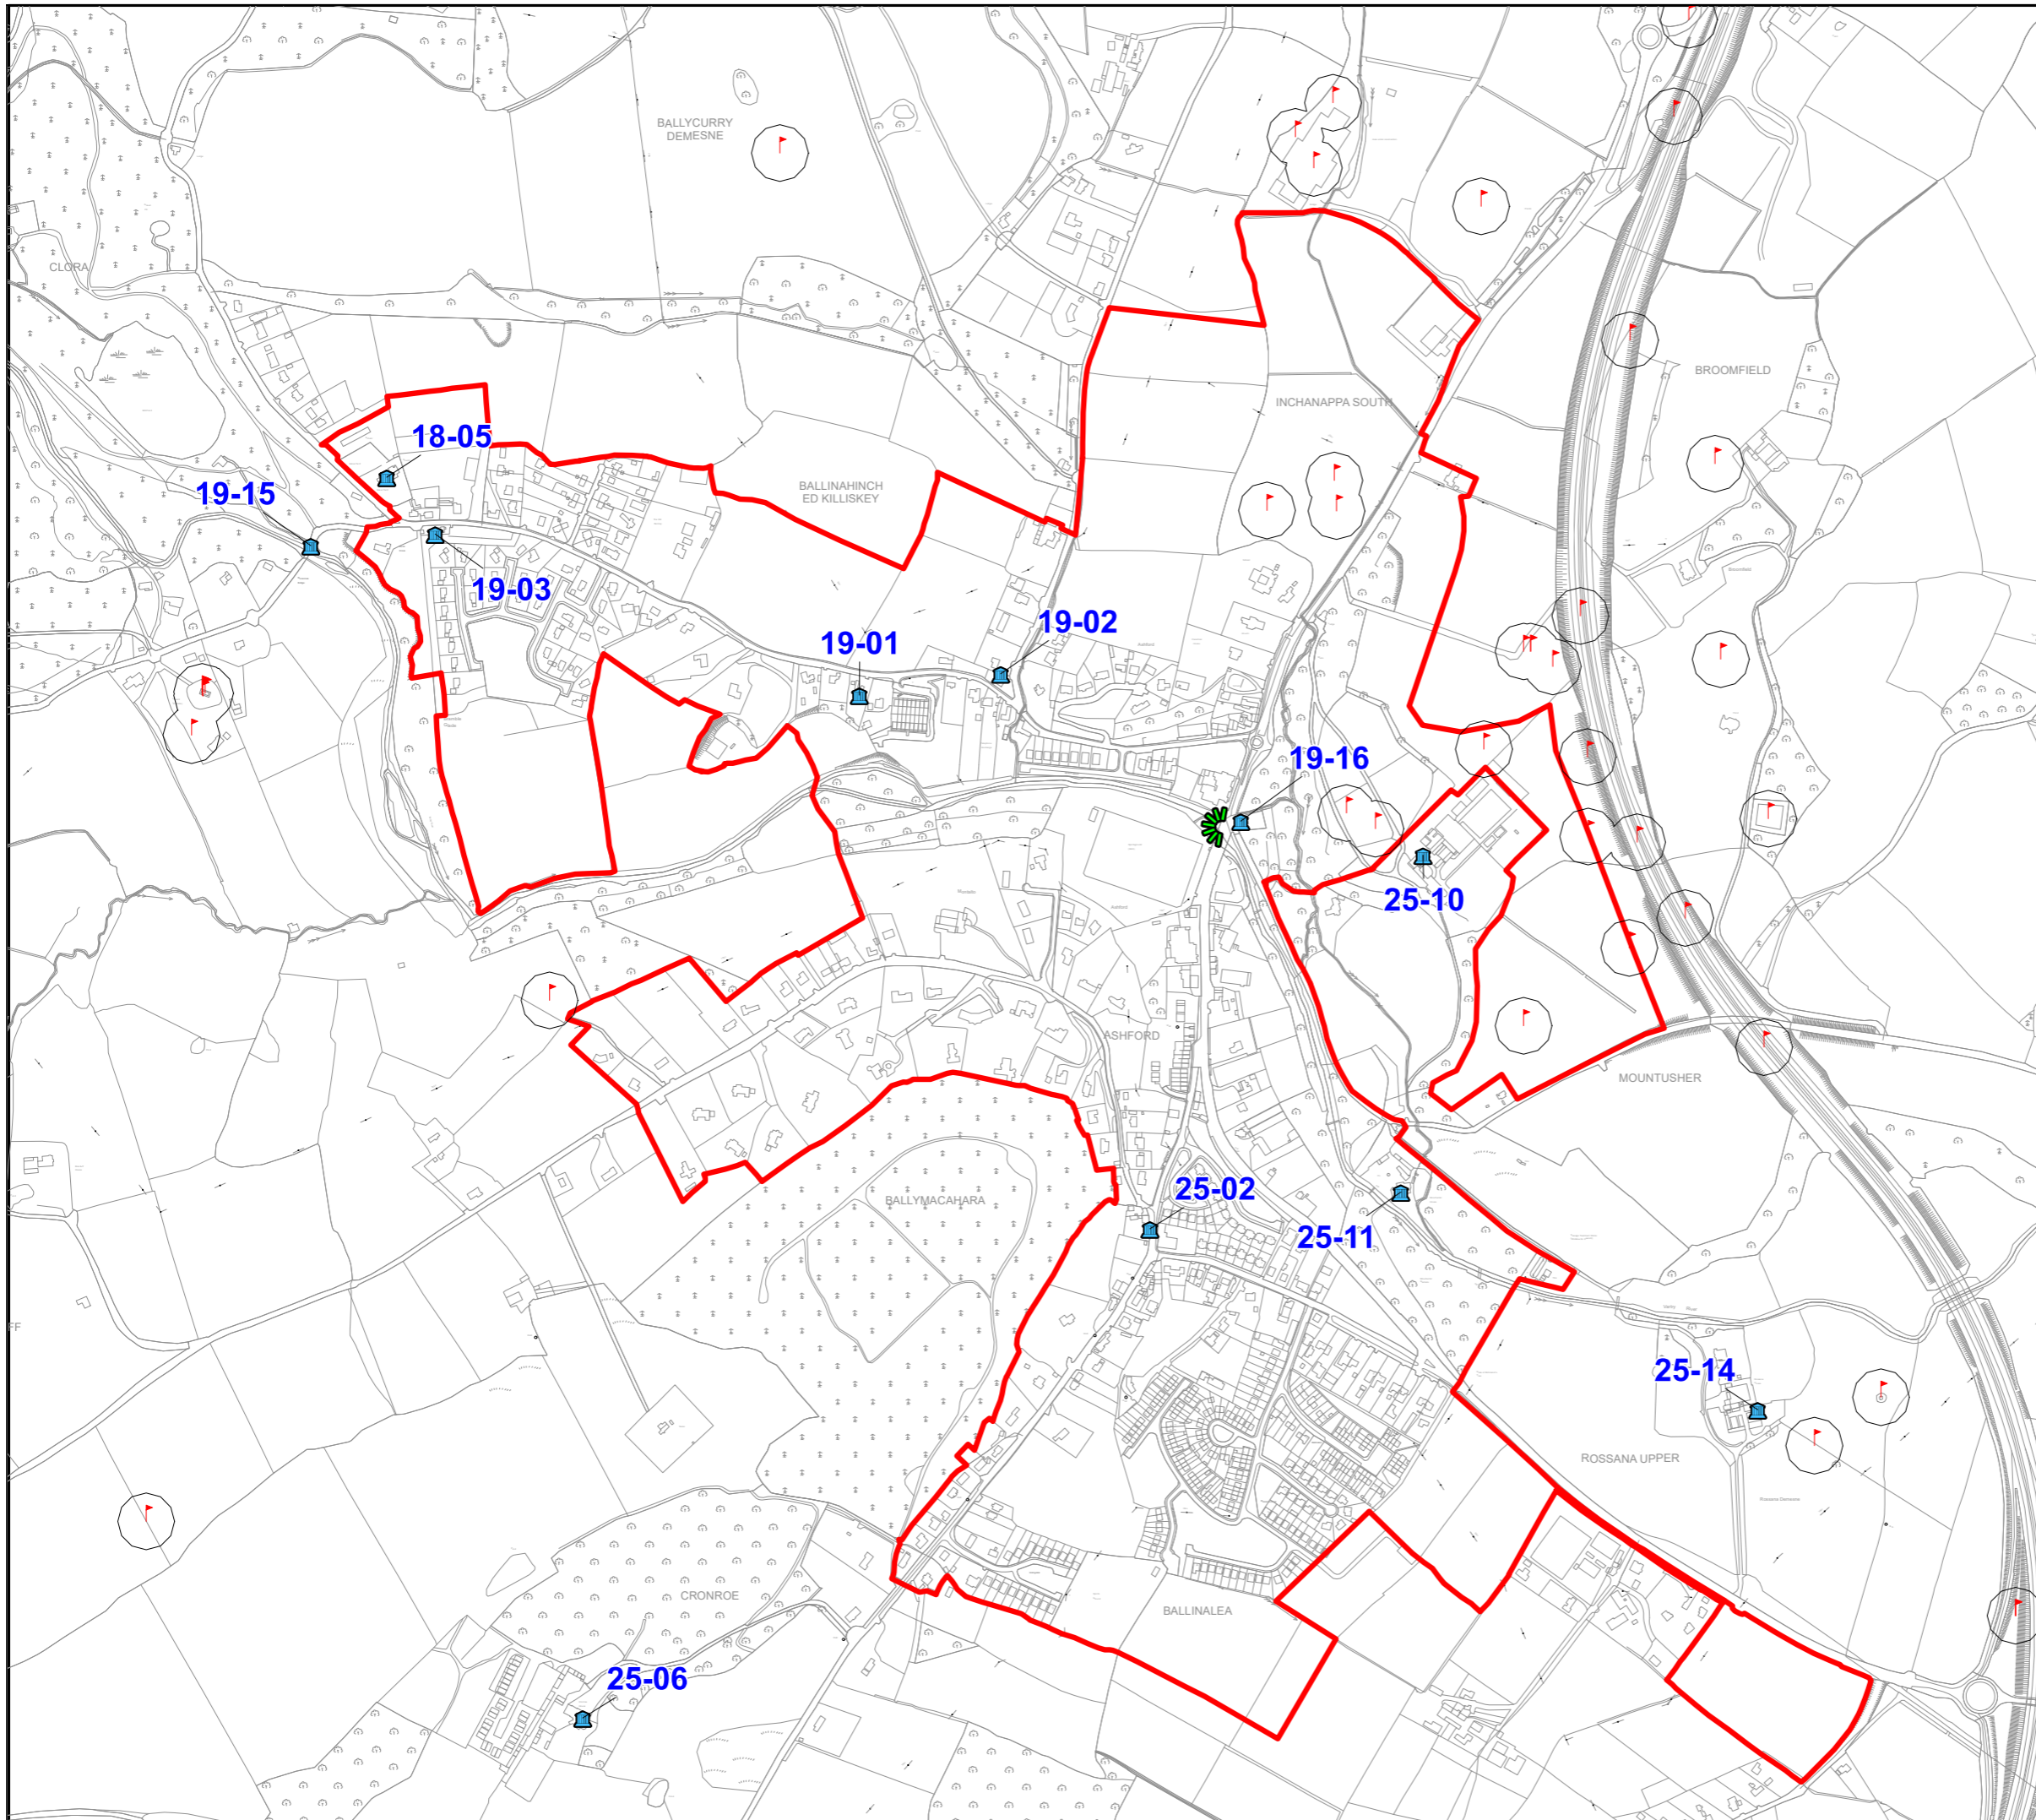 BALLYCURRY
DEMESNE
CLORA
BROOMFIELD
INCHANAPPA SOUTH
18-05
BALLINAHINCH
ED KILLISKEY
19-15
19-03
19-02
19-01
19-16
25-10
ASHFORD
MOUNTUSHER
25-02
BALLYMACAHARA
25-11
FF
25-14
ROSSANA UPPER
CRONROE
BALLINALEA
25-06